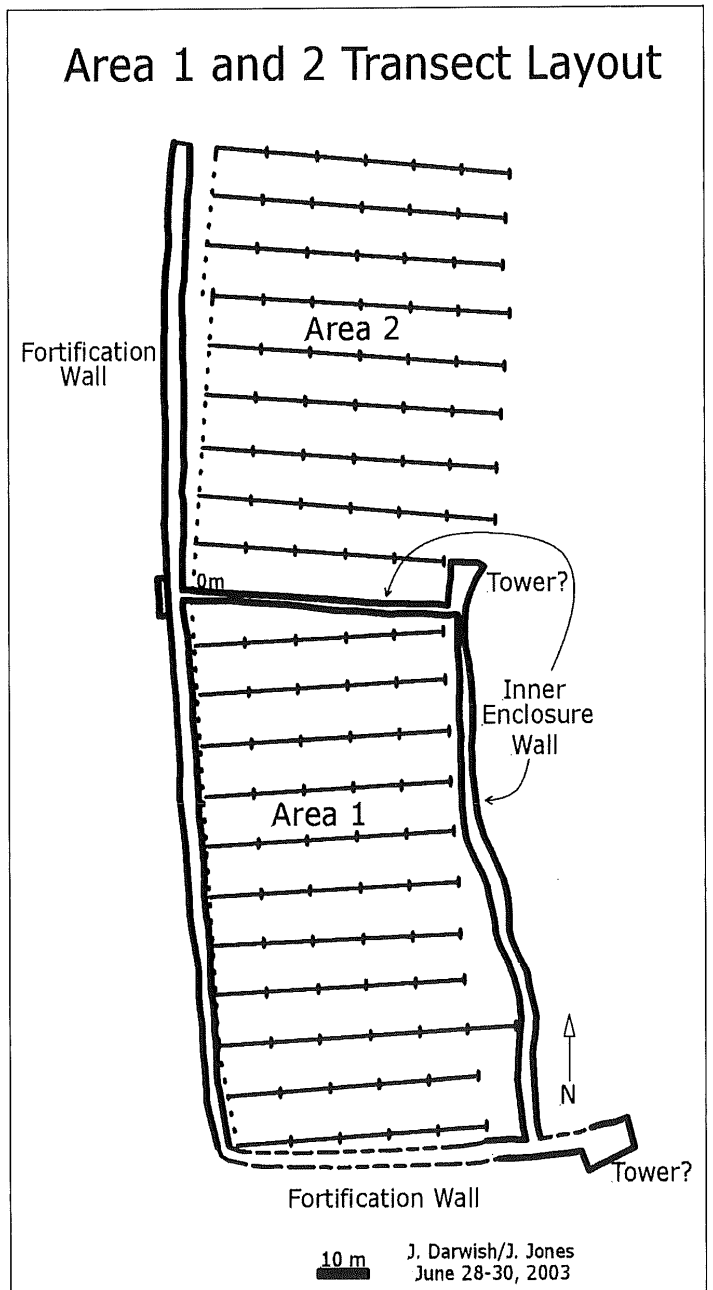 Area 1 and 2 Transect Layout
Area 2
Fortification
Wall
0m
Tower?
Inner
Enclosure
Wall
Area 1
N
Tower?
Fortification Wall
10 m
J. Darwish/J. Jones
June 28-30, 2003